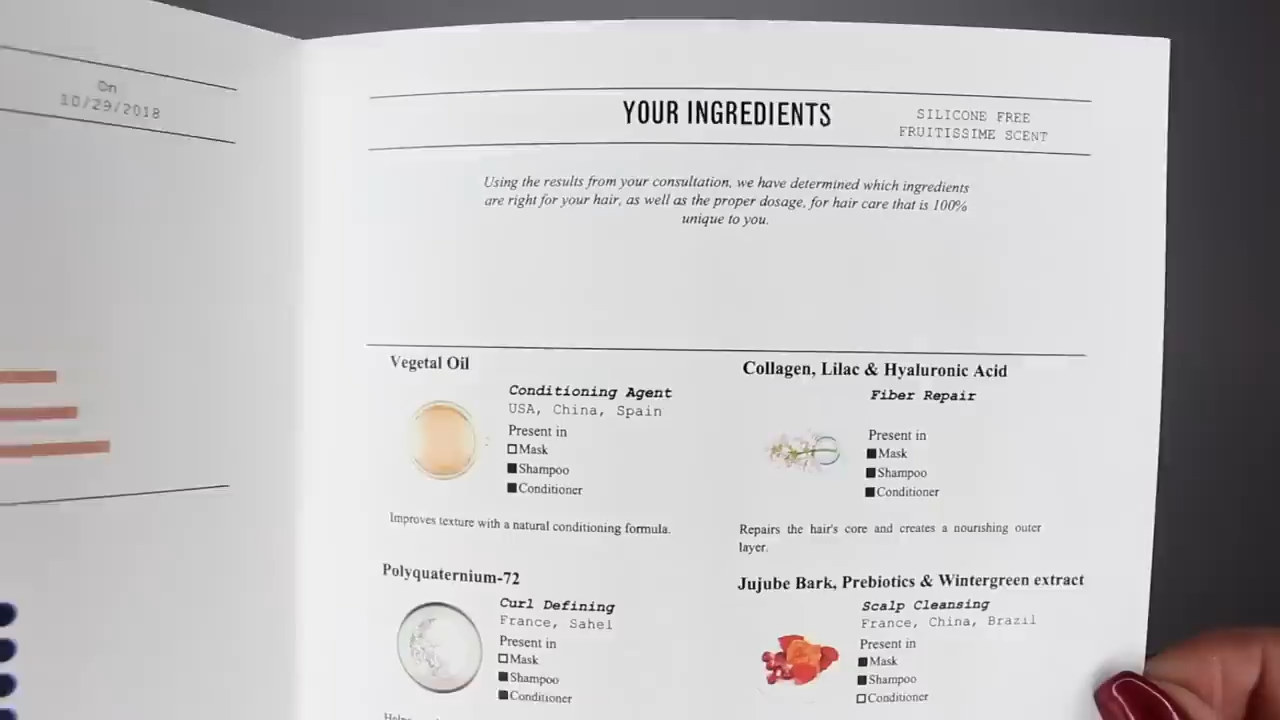 On
10/29/2018
YOUR INGREDIENTS
SILICONE FREE
FRUITISSIME SCENT
Using the results from your consultation, we have determined which ingredients
are right for your hair, as well as the proper dosage, for hair care that is 100%
unique to you.
Vegetal Oil
Conditioning Agent
USA, China, Spain
Present in
Mask
Shampoo
Conditioner
Improves texture with a natural conditioning formula.
Collagen, Lilac & Hyaluronic Acid
Fiber Repair
Present in
Mask
Shampoo
Conditioner
Repairs the hair's core and creates a nourishing outer
layer.
Polyquaternium-72
Curl Defining
France, Sahel
Present in
Mask
Shampoo
Conditioner
Jujube Bark, Prebiotics & Wintergreen extract
Scalp Cleansing
France, China, Brazil
Present in
Mask
Shampoo
Conditioner